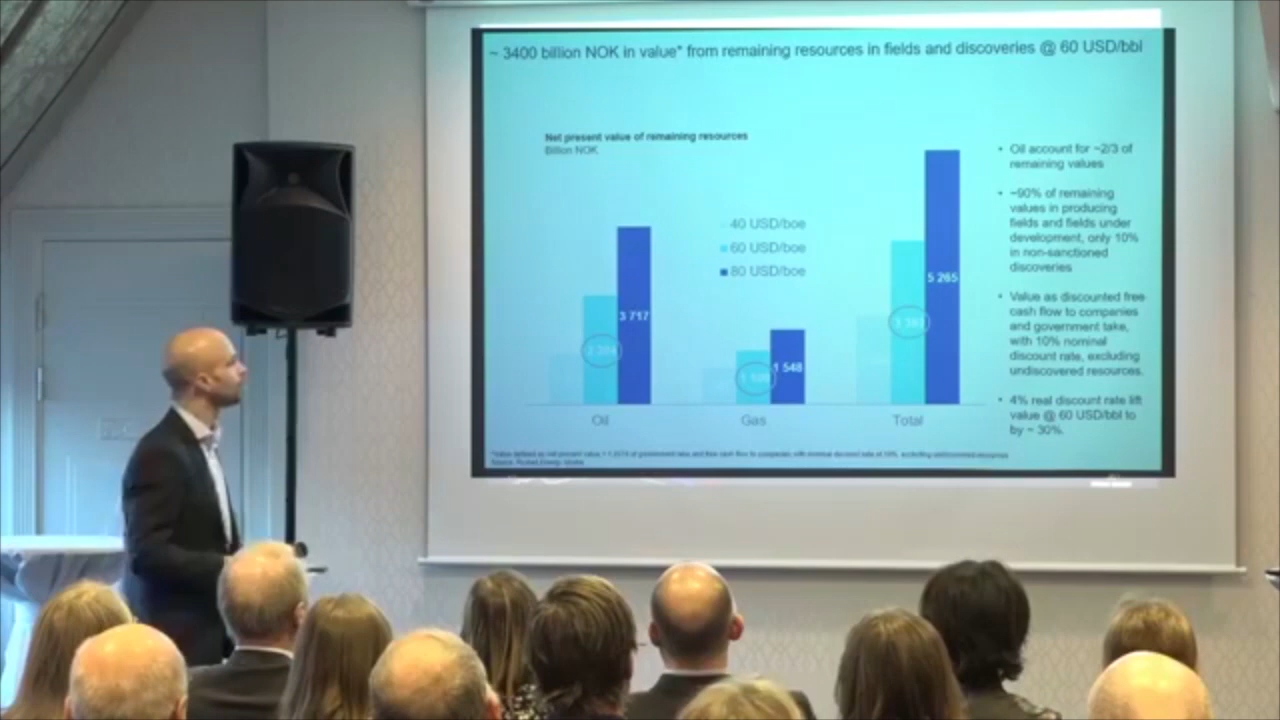 ~ 3400 billion NOK in value* from remaining resources in fields and discoveries @ 60 USD/bbl
Net present value of remaining resources
Billion NOK
40 USD/boe
60 USD/boe
80 USD/boe
3 717
1 548
5 265
Oil
Gas
Total
• Oil account for ~2/3 of
remaining values
• ~90% of remaining
values in producing
fields and fields under
development, only 10%
in non-sanctioned
discoveries
• Value as discounted free
cash flow to companies
and government take,
with 10% nominal
discount rate, excluding
undiscovered resources.
• 4% real discount rate lift
value @ 60 USD/bbl to
by ~ 30%.